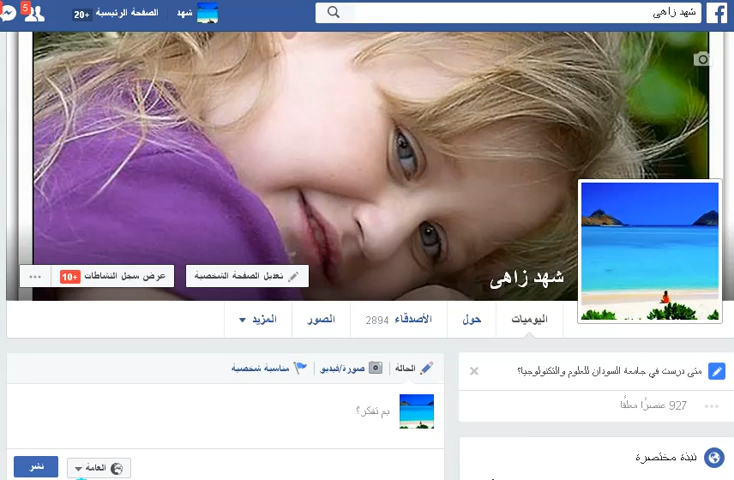 شهد زاهى
شهد
الصفحة الرئيسية
20+
5
شهد زاهى
تعديل الصفحة الشخصية
عرض سجل النشاطات
10+
اليوميات
حول
الأصدقاء 2894
الصور
المزيد
متى درست في جامعة السودان للعلوم والتكنولوجيا؟
927 عنصرًا معلَّقًا
نبذة مختصرة
الحالة
صورة/فيديو
مناسبة شخصية
بم تفكر؟
العامة
نشر